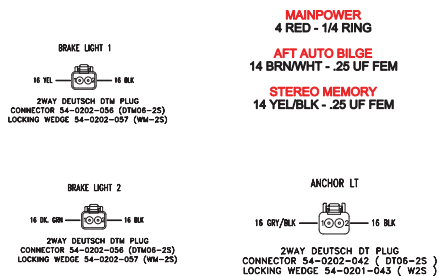 BRAKE LIGHT 1
16 YEL
16 BLK
2WAY DEUTSCH DTM PLUG
CONNECTOR 54-0202-056 (DTM06-2S)
LOCKING WEDGE 54-0202-057 (WM-2S)
MAINPOWER
4 RED - 1/4 RING
AFT AUTO BILGE
14 BRN/WHT - .25 UF FEM
STEREO MEMORY
14 YEL/BLK - .25 UF FEM
BRAKE LIGHT 2
16 DK. GRN
16 BLK
2WAY DEUTSCH DTM PLUG
CONNECTOR 54-0202-056 (DTM06-2S)
LOCKING WEDGE 54-0202-057 (WM-2S)
ANCHOR LT
16 GRY/BLK
1 2
16 BLK
2WAY DEUTSCH DT PLUG
CONNECTOR 54-0202-042 ( DT06-2S )
LOCKING WEDGE 54-0201-043 ( W2S )